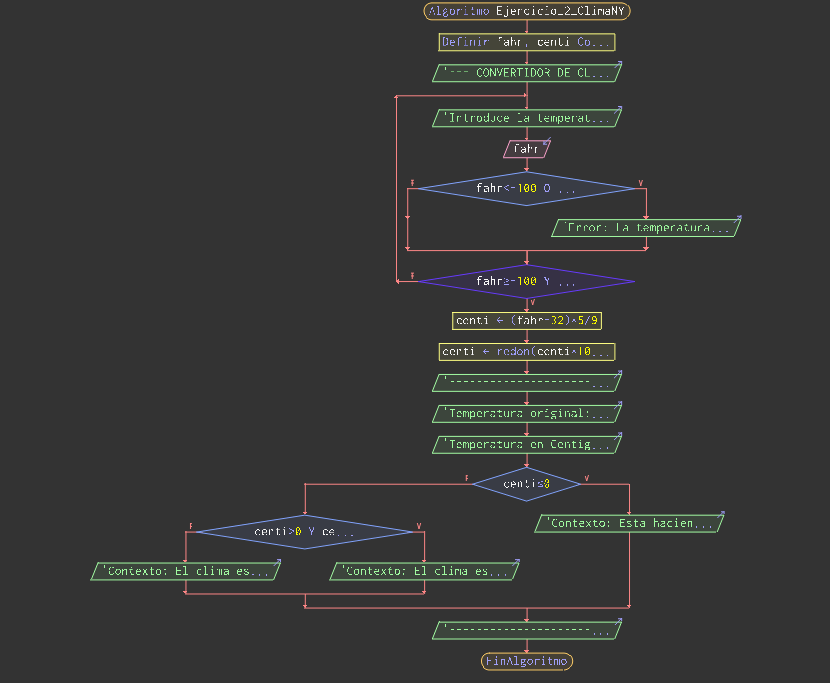 Algoritmo Ejercicio_2_ClimaNY
Definir fahr, centi Co...
'--- CONVERTIDOR DE CL...
'Introduce la temperat...
fahr
F fahr<-100 O ... V
'Error: La temperatura...
F fahr≥-100 Y ...
V
centi ← (fahr-32)*5/9
centi ← redon(centi*10...
'----------------------...
'Temperatura original:...
'Temperatura en Centig...
F centi≤0 V
F centi>0 Y ce... V
'Contexto: Esta hacien...
'Contexto: El clima es...
'Contexto: El clima es...
'----------------------...
FinAlgoritmo